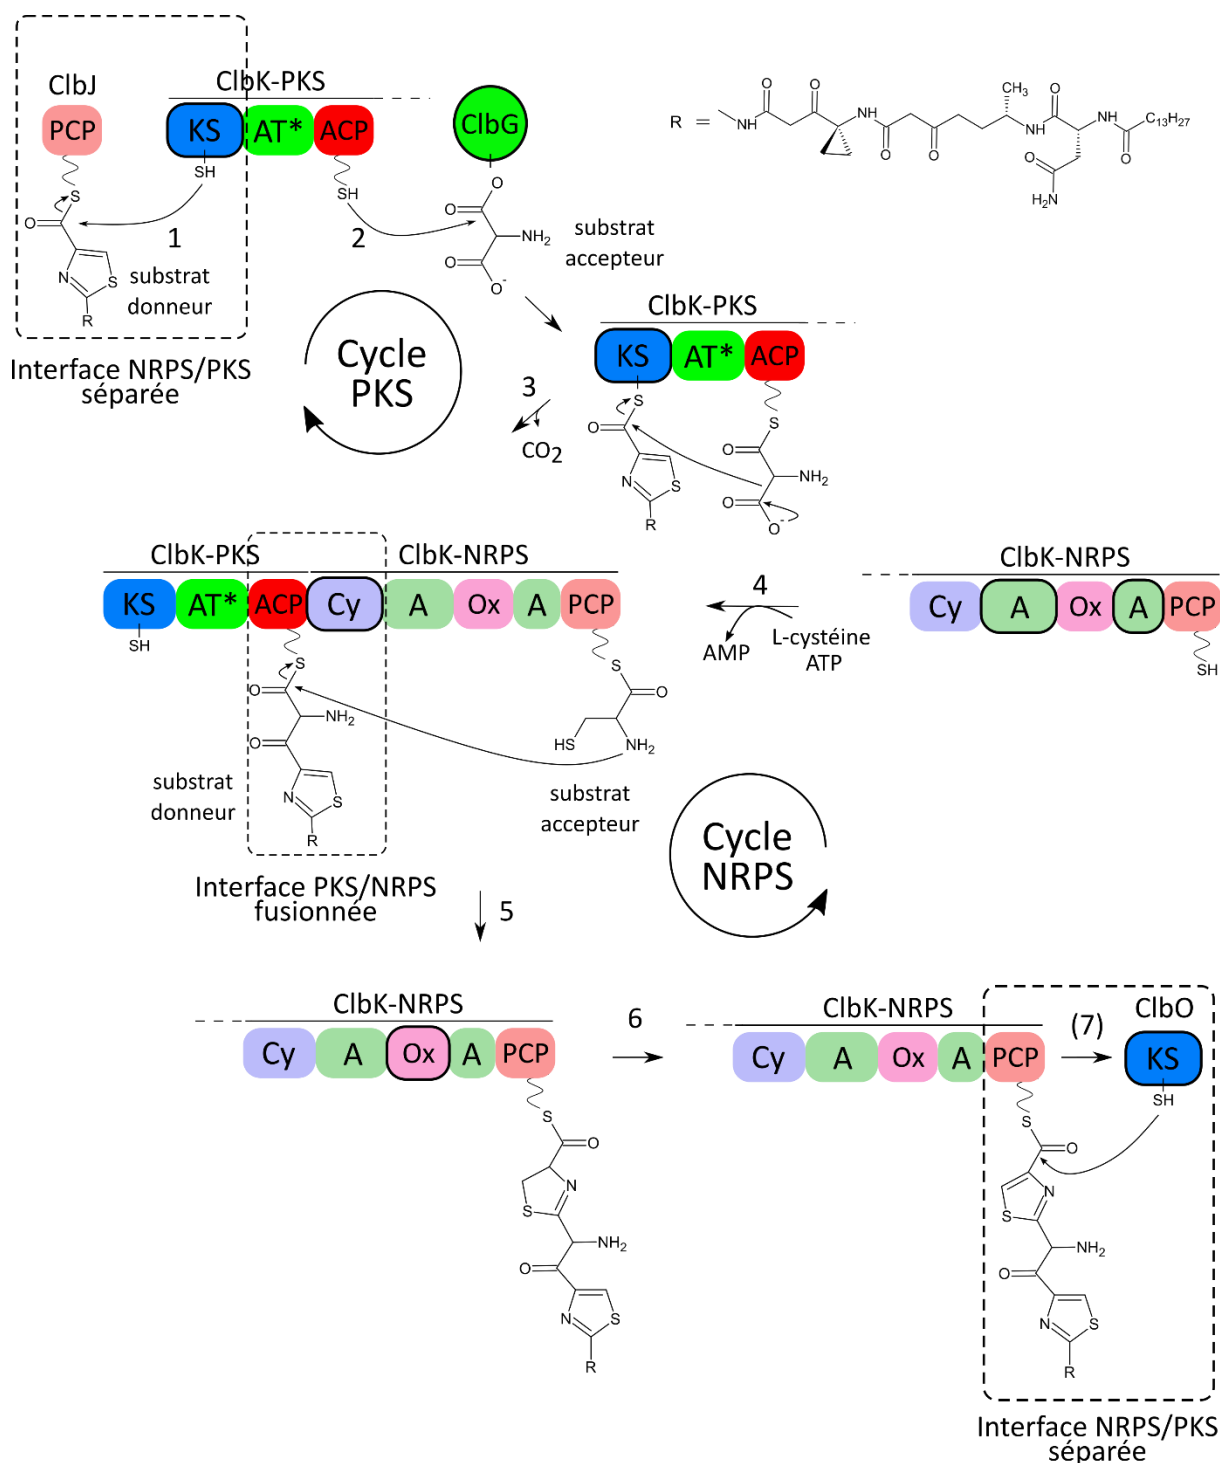 ClbJ
ClbK-PKS
PCP
KS
AT*
ACP
ClbG
SH
SH
S
O
1
2
N
S
R
substrat
donneur
O
O
NH2
O
O-
substrat
accepteur
R =
NH
O
O
NH
O
O
CH3
NH
O
NH
O
C13H27
H2N
O
Interface NRPS/PKS
séparée
Cycle
PKS
ClbK-PKS
KS
AT*
ACP
3
CO2
S
O
N
S
R
S
O
NH2
O
O-
ClbK-PKS
ClbK-NRPS
KS
AT*
ACP
Cy
A
Ox
A
PCP
SH
S
O
NH2
O
N
S
R
S
O
HS
NH2
4
AMP
L-cystéine
ATP
ClbK-NRPS
Cy
A
Ox
A
PCP
SH
substrat
donneur
substrat
accepteur
Interface PKS/NRPS
fusionnée
Cycle
NRPS
5
ClbK-NRPS
Cy
A
Ox
A
PCP
S
O
N
S
NH2
O
N
S
R
6
ClbK-NRPS
ClbO
Cy
A
Ox
A
PCP
(7)
KS
SH
S
O
N
S
NH2
O
N
S
R
Interface NRPS/PKS
séparée